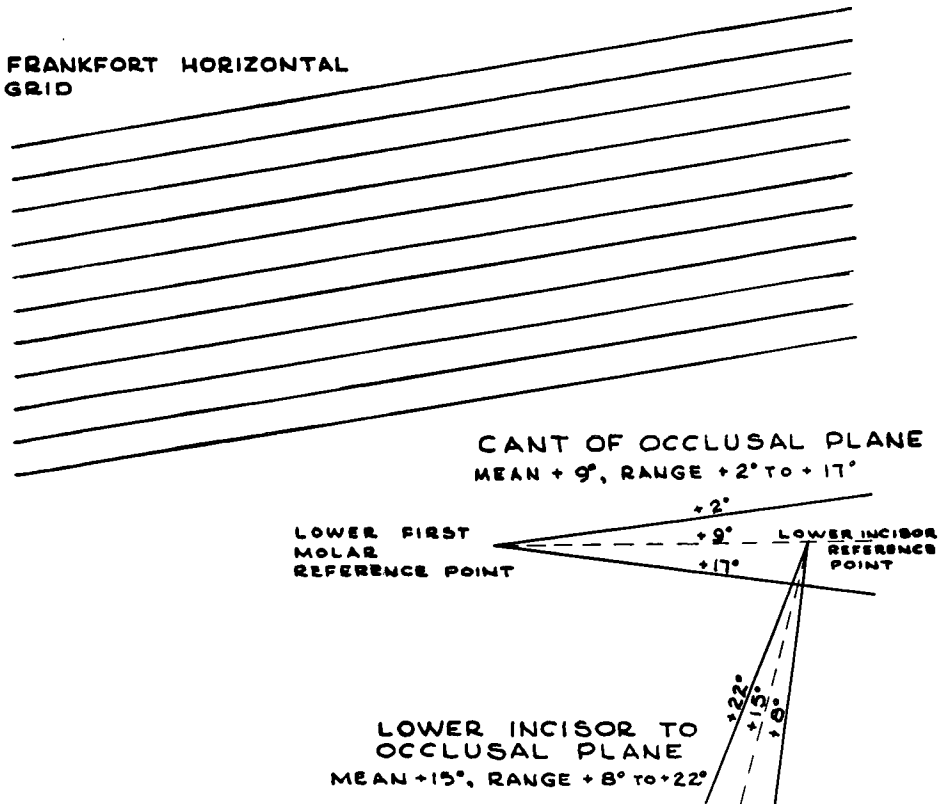 FRANKFORT HORIZONTAL
GRID
CANT OF OCCLUSAL PLANE
MEAN + 9°, RANGE +2° TO + 17°
+2°
LOWER FIRST
MOLAR
REFERENCE POINT
+9°
+17°
LOWER INCISOR
REFERENCE
POINT
+22°
+15°
+8°
LOWER INCISOR TO
OCCLUSAL PLANE
MEAN +15°, RANGE +8° TO +22°